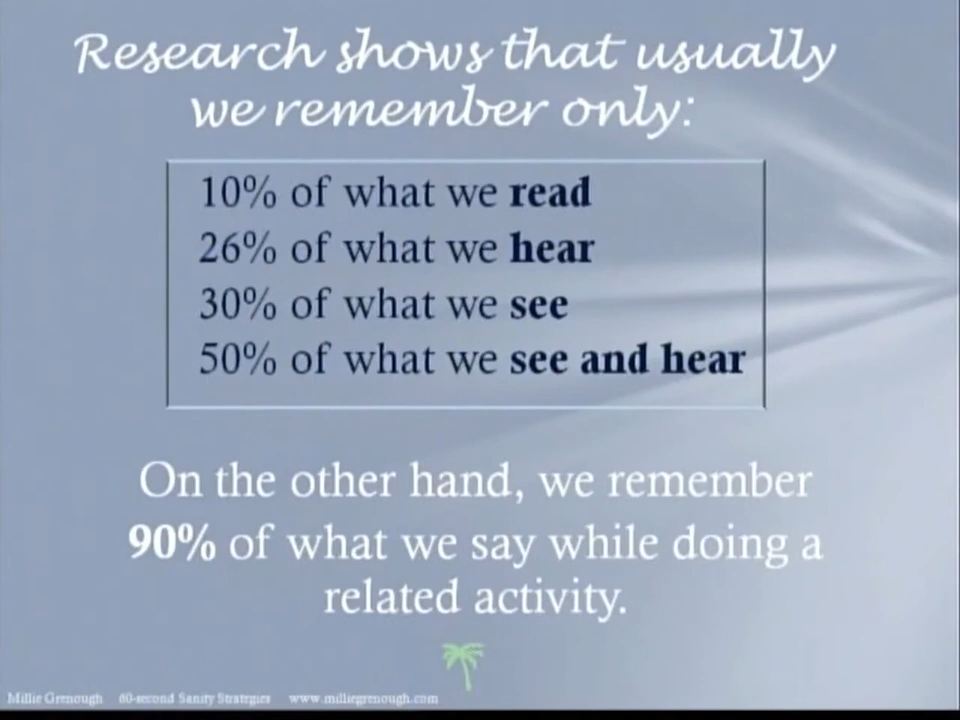 Research shows that usually
we remember only:
10% of what we read
26% of what we hear
30% of what we see
50% of what we see and hear
On the other hand, we remember
90% of what we say while doing a
related activity.
Millie Grenough 60-second Sanity Strategies www.milliegrenough.com